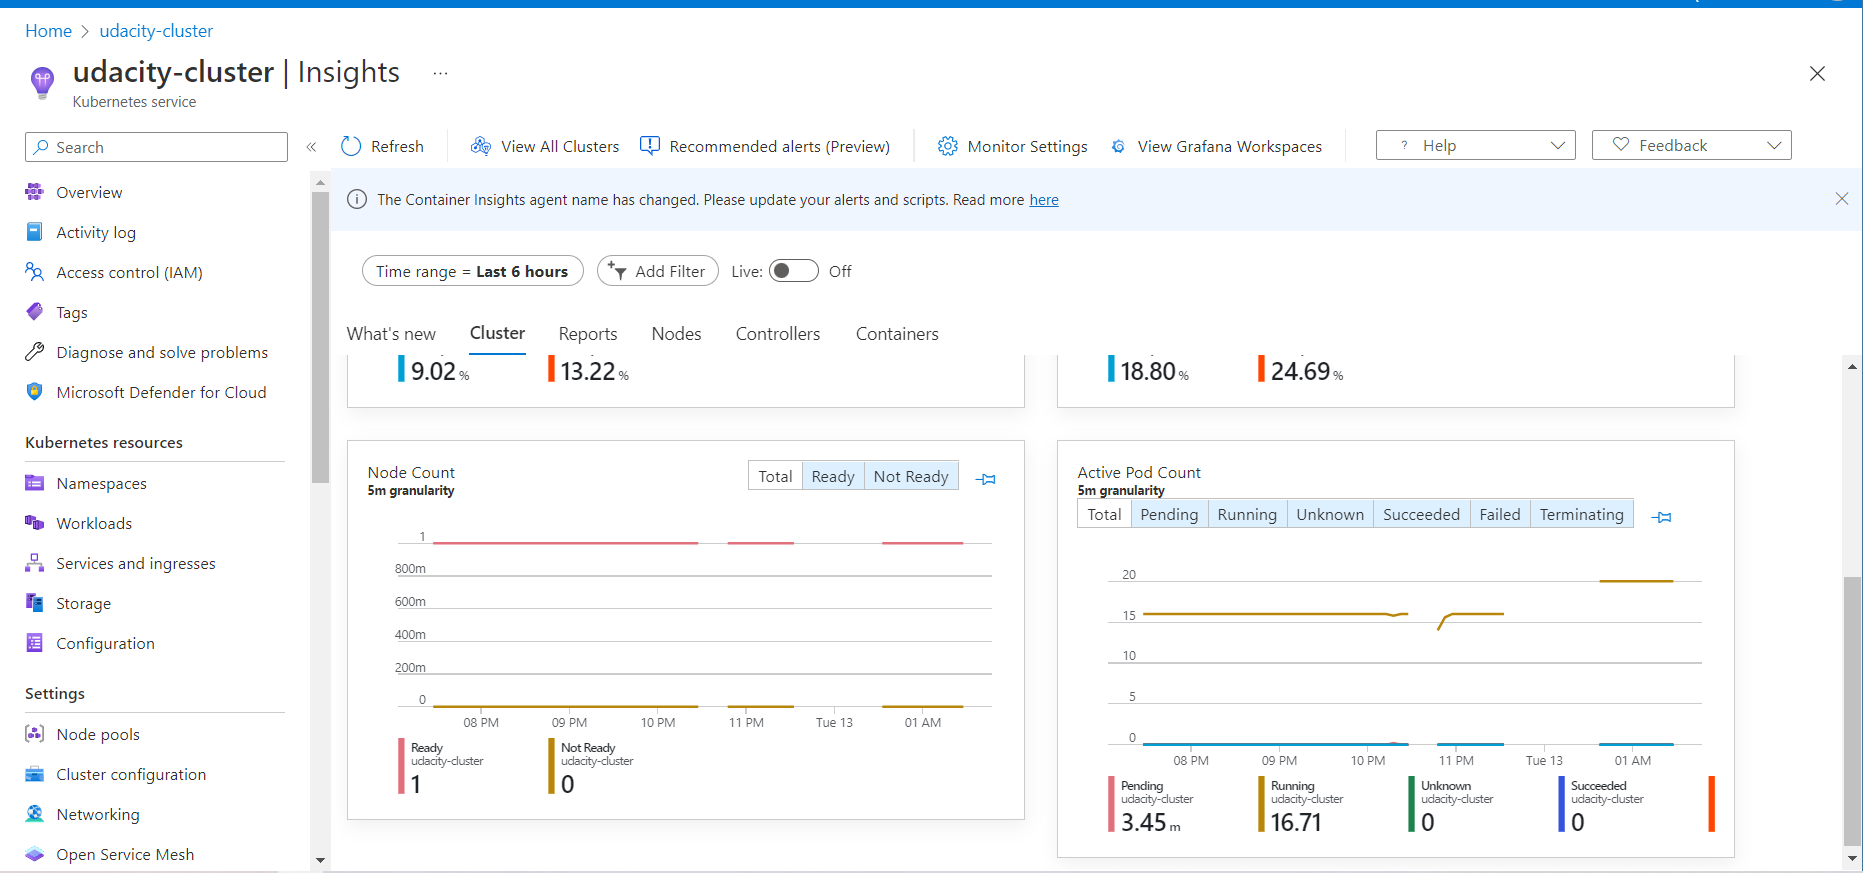 Home > udacity-cluster
udacity-cluster | Insights ...
Kubernetes service
Search
«
Refresh
View All Clusters
Recommended alerts (Preview)
Monitor Settings
View Grafana Workspaces
? Help
Feedback
Overview
Activity log
Access control (IAM)
Tags
Diagnose and solve problems
Microsoft Defender for Cloud
Kubernetes resources
Namespaces
Workloads
Services and ingresses
Storage
Configuration
Settings
Node pools
Cluster configuration
Networking
Open Service Mesh
The Container Insights agent name has changed. Please update your alerts and scripts. Read more here
Time range = Last 6 hours
Add Filter
Live: Off
What's new
Cluster
Reports
Nodes
Controllers
Containers
9.02 %
13.22 %
18.80 %
24.69 %
Node Count
5m granularity
Total
Ready
Not Ready
1
800m
600m
400m
200m
0
08 PM
09 PM
10 PM
11 PM
Tue 13
01 AM
Ready
udacity-cluster
1
Not Ready
udacity-cluster
0
Active Pod Count
5m granularity
Total
Pending
Running
Unknown
Succeeded
Failed
Terminating
20
15
10
5
0
08 PM
09 PM
10 PM
11 PM
Tue 13
01 AM
Pending
udacity-cluster
3.45 m
Running
udacity-cluster
16.71
Unknown
udacity-cluster
0
Succeeded
udacity-cluster
0